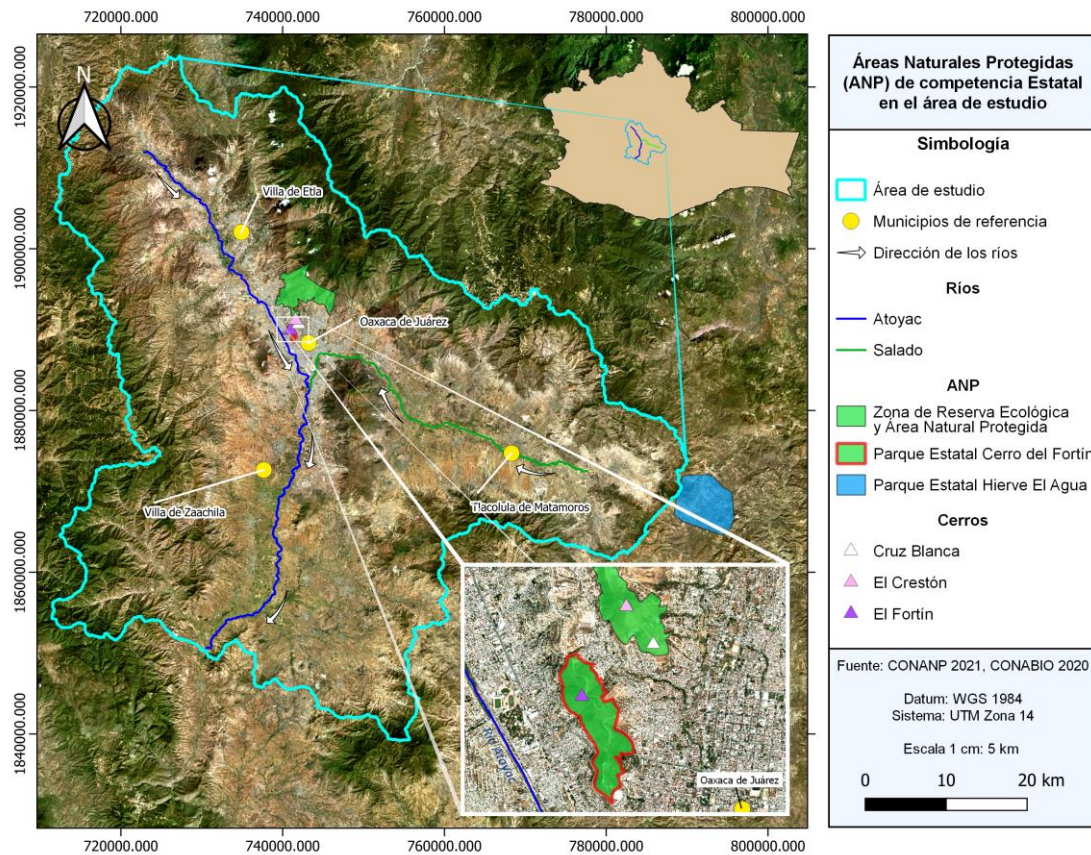 720000.000 740000.000 760000.000 780000.000 800000.000
1920000.000
1900000.000
1880000.000
1860000.000
1840000.000
N
Villa de Etla
Oaxaca de Juárez
Tlacolula de Matamoros
Villa de Zaachila
Río Atoyac
Oaxaca de Juárez
720000.000 740000.000 760000.000 780000.000 800000.000
Áreas Naturales Protegidas
(ANP) de competencia Estatal
en el área de estudio
Simbología
Área de estudio
Municipios de referencia
Dirección de los ríos
Ríos
Atoyac
Salado
ANP
Zona de Reserva Ecológica
y Área Natural Protegida
Parque Estatal Cerro del Fortín
Parque Estatal Hierve El Agua
Cerros
Cruz Blanca
El Crestón
El Fortín
Fuente: CONANP 2021, CONABIO 2020
Datum: WGS 1984
Sistema: UTM Zona 14
Escala 1 cm: 5 km
0 10 20 km